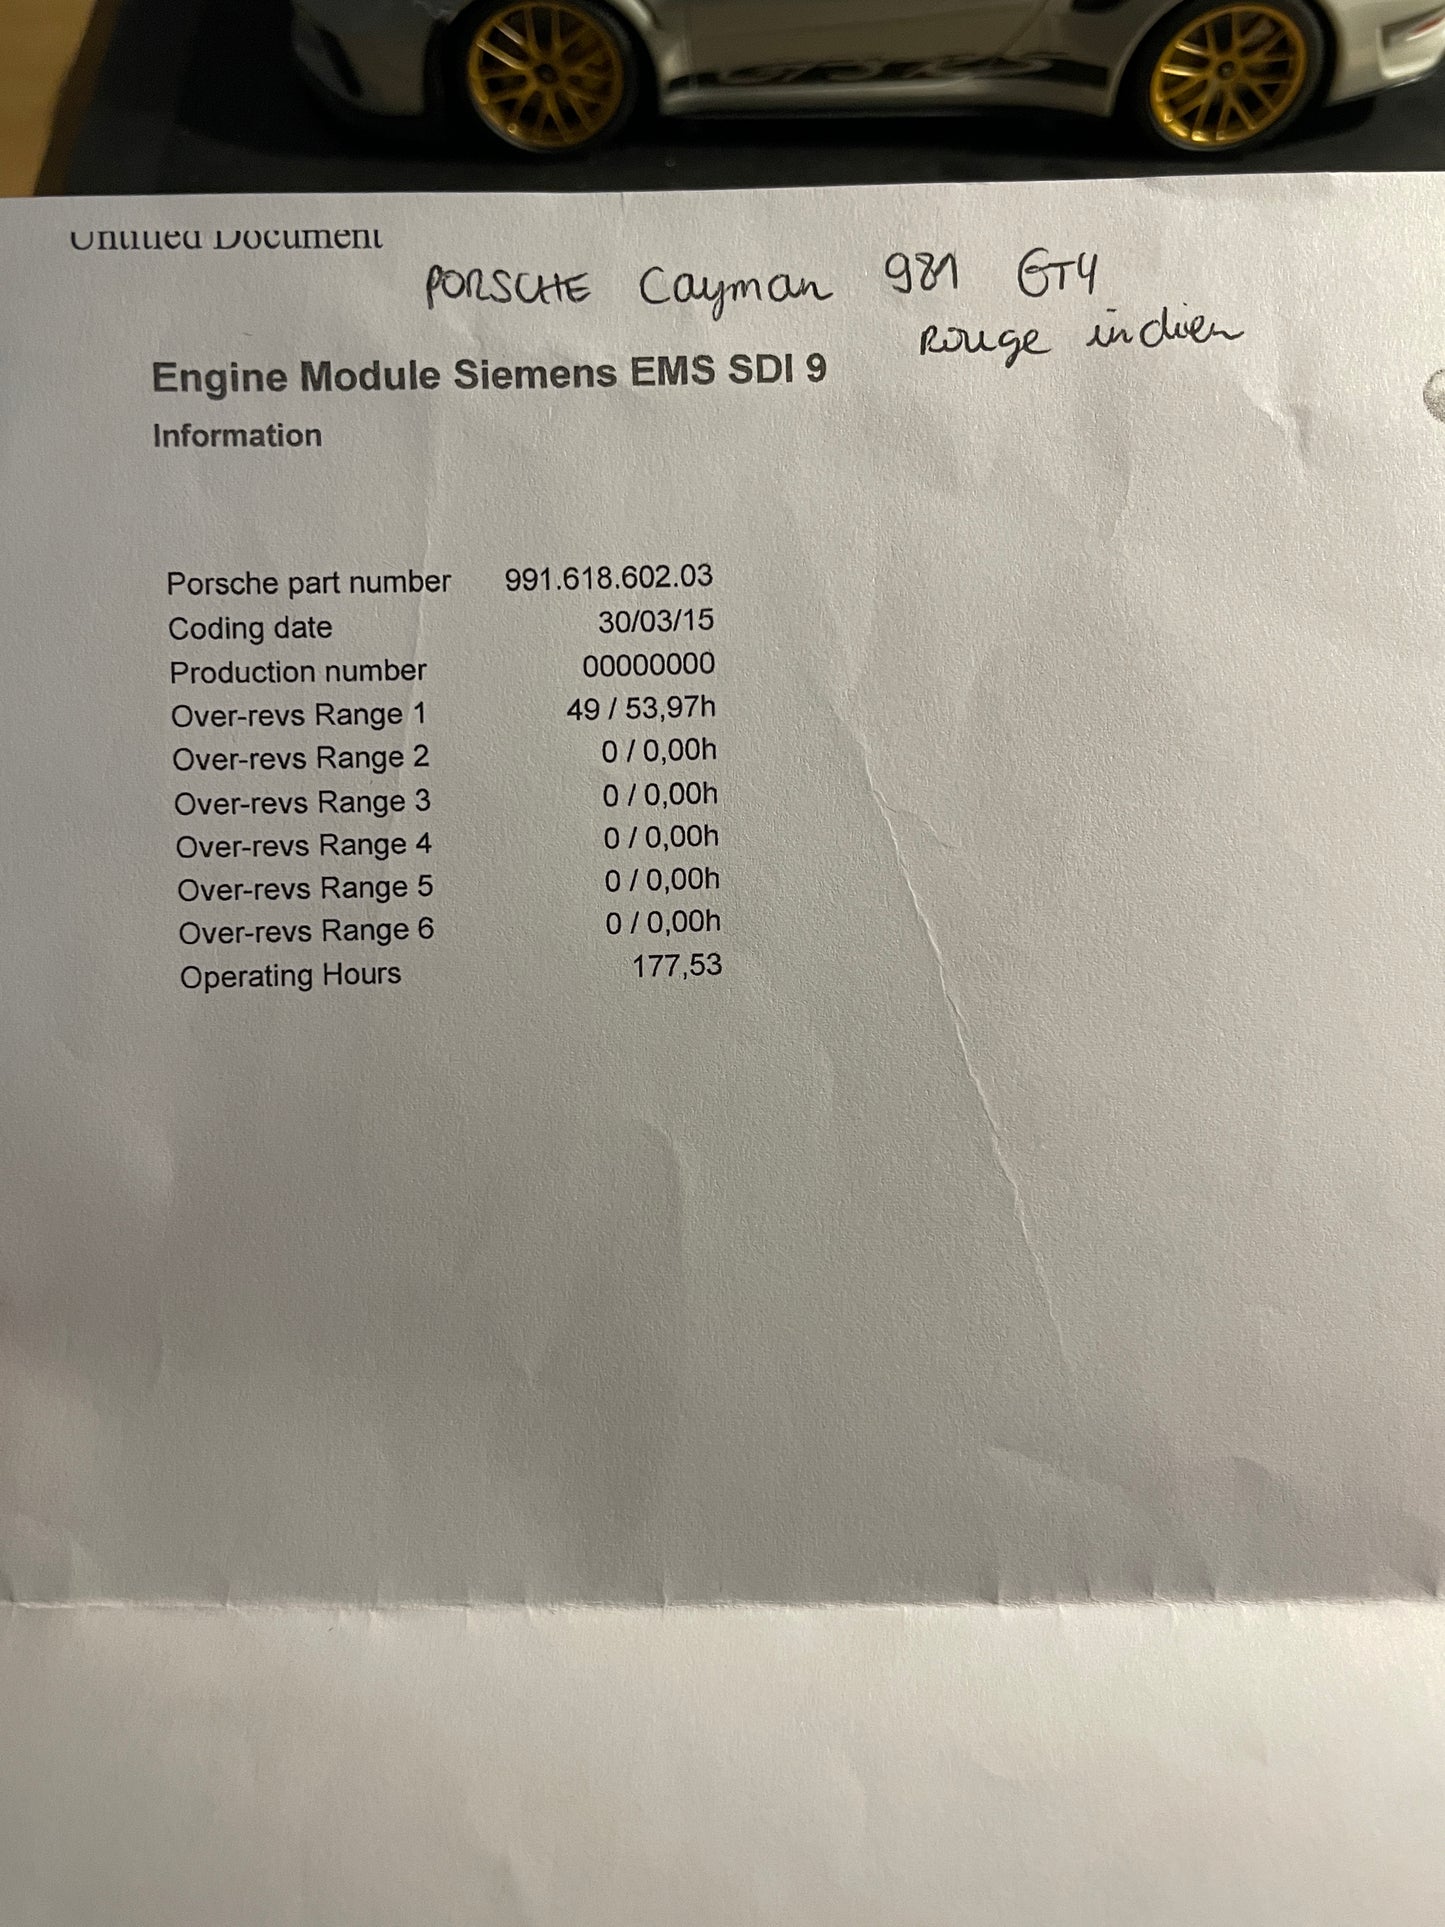 GT3 RS
Untitled Document
PORSCHE Cayman 981 GT4
Rouge indien
Engine Module Siemens EMS SDI 9
Information
Porsche part number 991.618.602.03
Coding date 30/03/15
Production number 00000000
Over-revs Range 1 49 / 53,97h
Over-revs Range 2 0 / 0,00h
Over-revs Range 3 0 / 0,00h
Over-revs Range 4 0 / 0,00h
Over-revs Range 5 0 / 0,00h
Over-revs Range 6 0 / 0,00h
Operating Hours 177,53